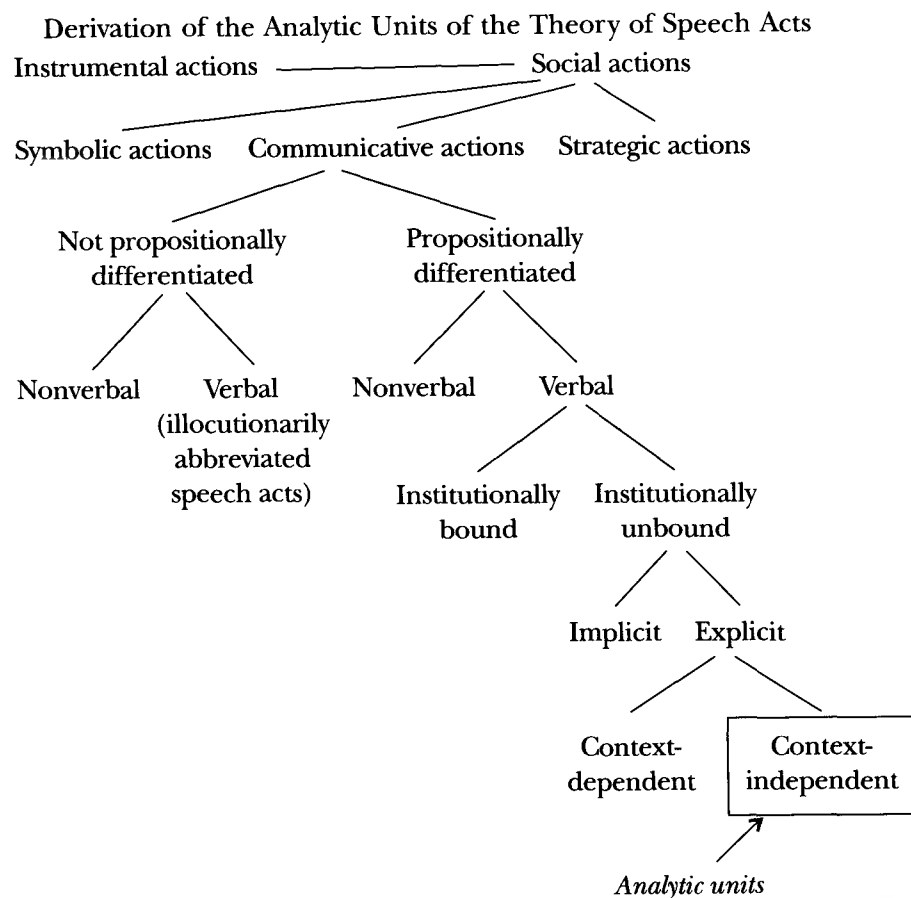 Derivation of the Analytic Units of the Theory of Speech Acts
Instrumental actions Social actions
Symbolic actions Communicative actions Strategic actions
Not propositionally
differentiated
Propositionally
differentiated
Nonverbal
Verbal
(illocutionarily
abbreviated
speech acts)
Nonverbal
Verbal
Institutionally
bound
Institutionally
unbound
Implicit Explicit
Context-
dependent
Context-
independent
Analytic units